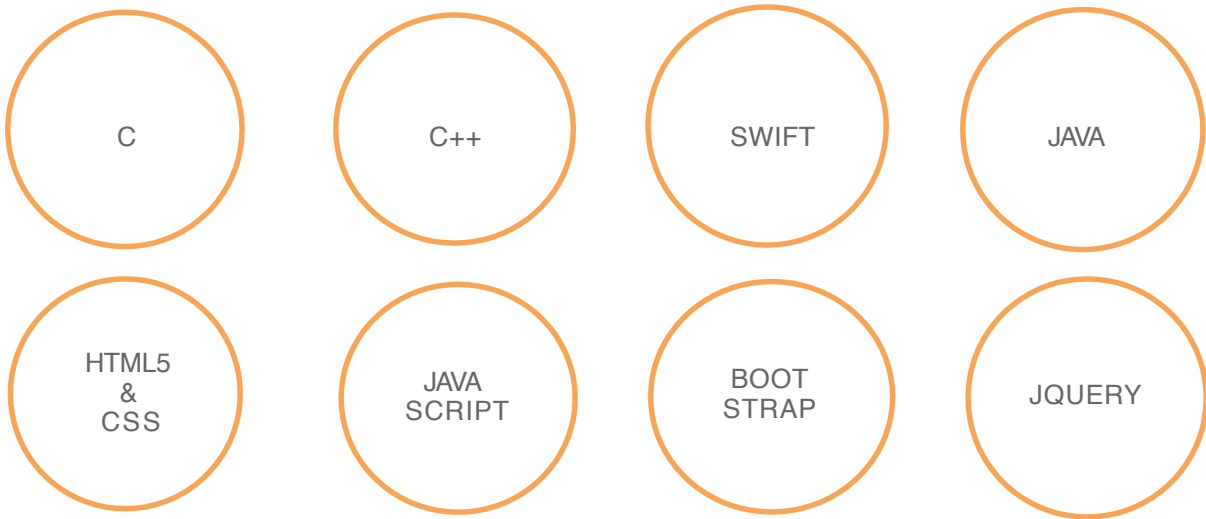 C
C++
SWIFT
JAVA
HTML5
&
CSS
JAVA
SCRIPT
BOOT
STRAP
JQUERY